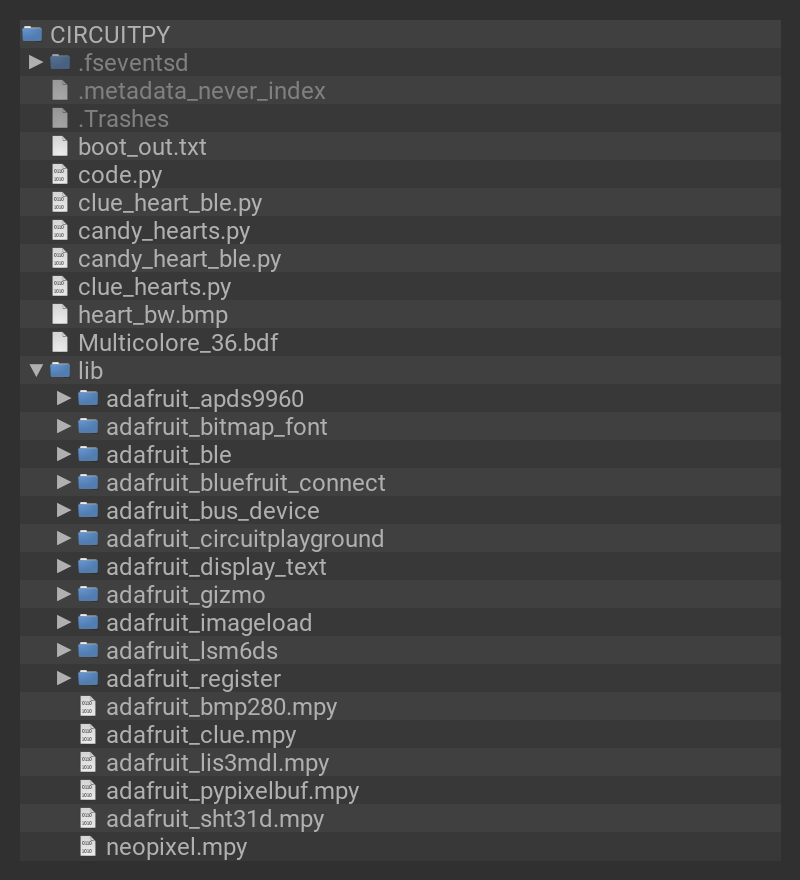 CIRCUITPY
.fseventsd
.metadata_never_index
.Trashes
boot_out.txt
code.py
clue_heart_ble.py
candy_hearts.py
candy_heart_ble.py
clue_hearts.py
heart_bw.bmp
Multicolore_36.bdf
lib
adafruit_apds9960
adafruit_bitmap_font
adafruit_ble
adafruit_bluefruit_connect
adafruit_bus_device
adafruit_circuitplayground
adafruit_display_text
adafruit_gizmo
adafruit_imageload
adafruit_lsm6ds
adafruit_register
adafruit_bmp280.mpy
adafruit_clue.mpy
adafruit_lis3mdl.mpy
adafruit_pypixelbuf.mpy
adafruit_sht31d.mpy
neopixel.mpy